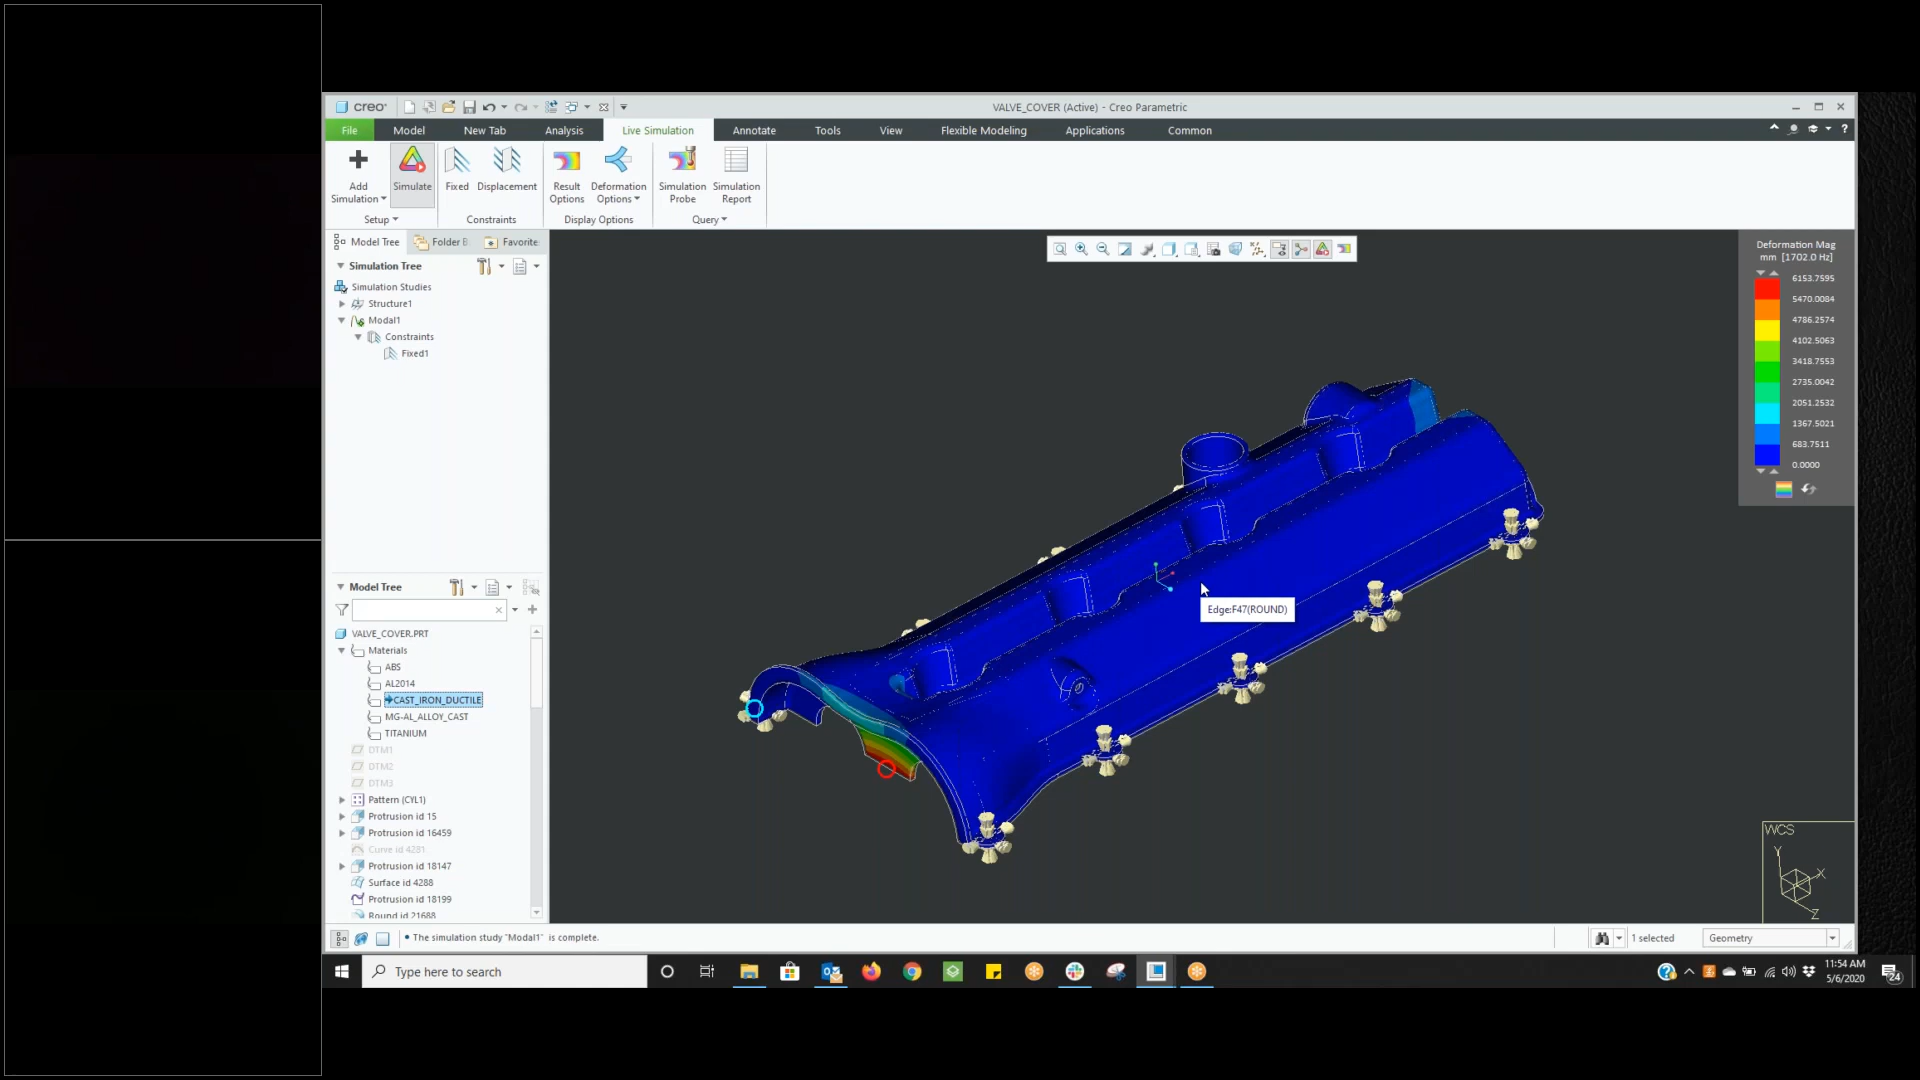 creo
VALVE_COVER (Active) - Creo Parametric
File Model New Tab Analysis Live Simulation Annotate Tools View Flexible Modeling Applications Common
Add Simulation
Simulate
Fixed
Displacement
Result Options
Deformation Options
Simulation Probe
Simulation Report
Setup
Constraints
Display Options
Query
Model Tree Folder B Favorite
Simulation Tree
Simulation Studies
Structure1
Modal1
Constraints
Fixed1
Model Tree
VALVE_COVER.PRT
Materials
ABS
AL2014
CAST_IRON_DUCTILE
MG-AL_ALLOY_CAST
TITANIUM
DTM1
DTM2
DTM3
Pattern (CYL1)
Protrusion id 15
Protrusion id 16459
Curve id 4281
Protrusion id 18147
Surface id 4288
Protrusion id 18199
Round id 21688
Edge:F47(ROUND)
Deformation Mag
mm [1702.0 Hz]
6153.7595
5470.0084
4786.2574
4102.5063
3418.7553
2735.0042
2051.2532
1367.5021
683.7511
0.0000
WCS
Y
X
Z
• The simulation study "Modal1" is complete.
1 selected
Geometry
Type here to search
11:54 AM
5/6/2020
24